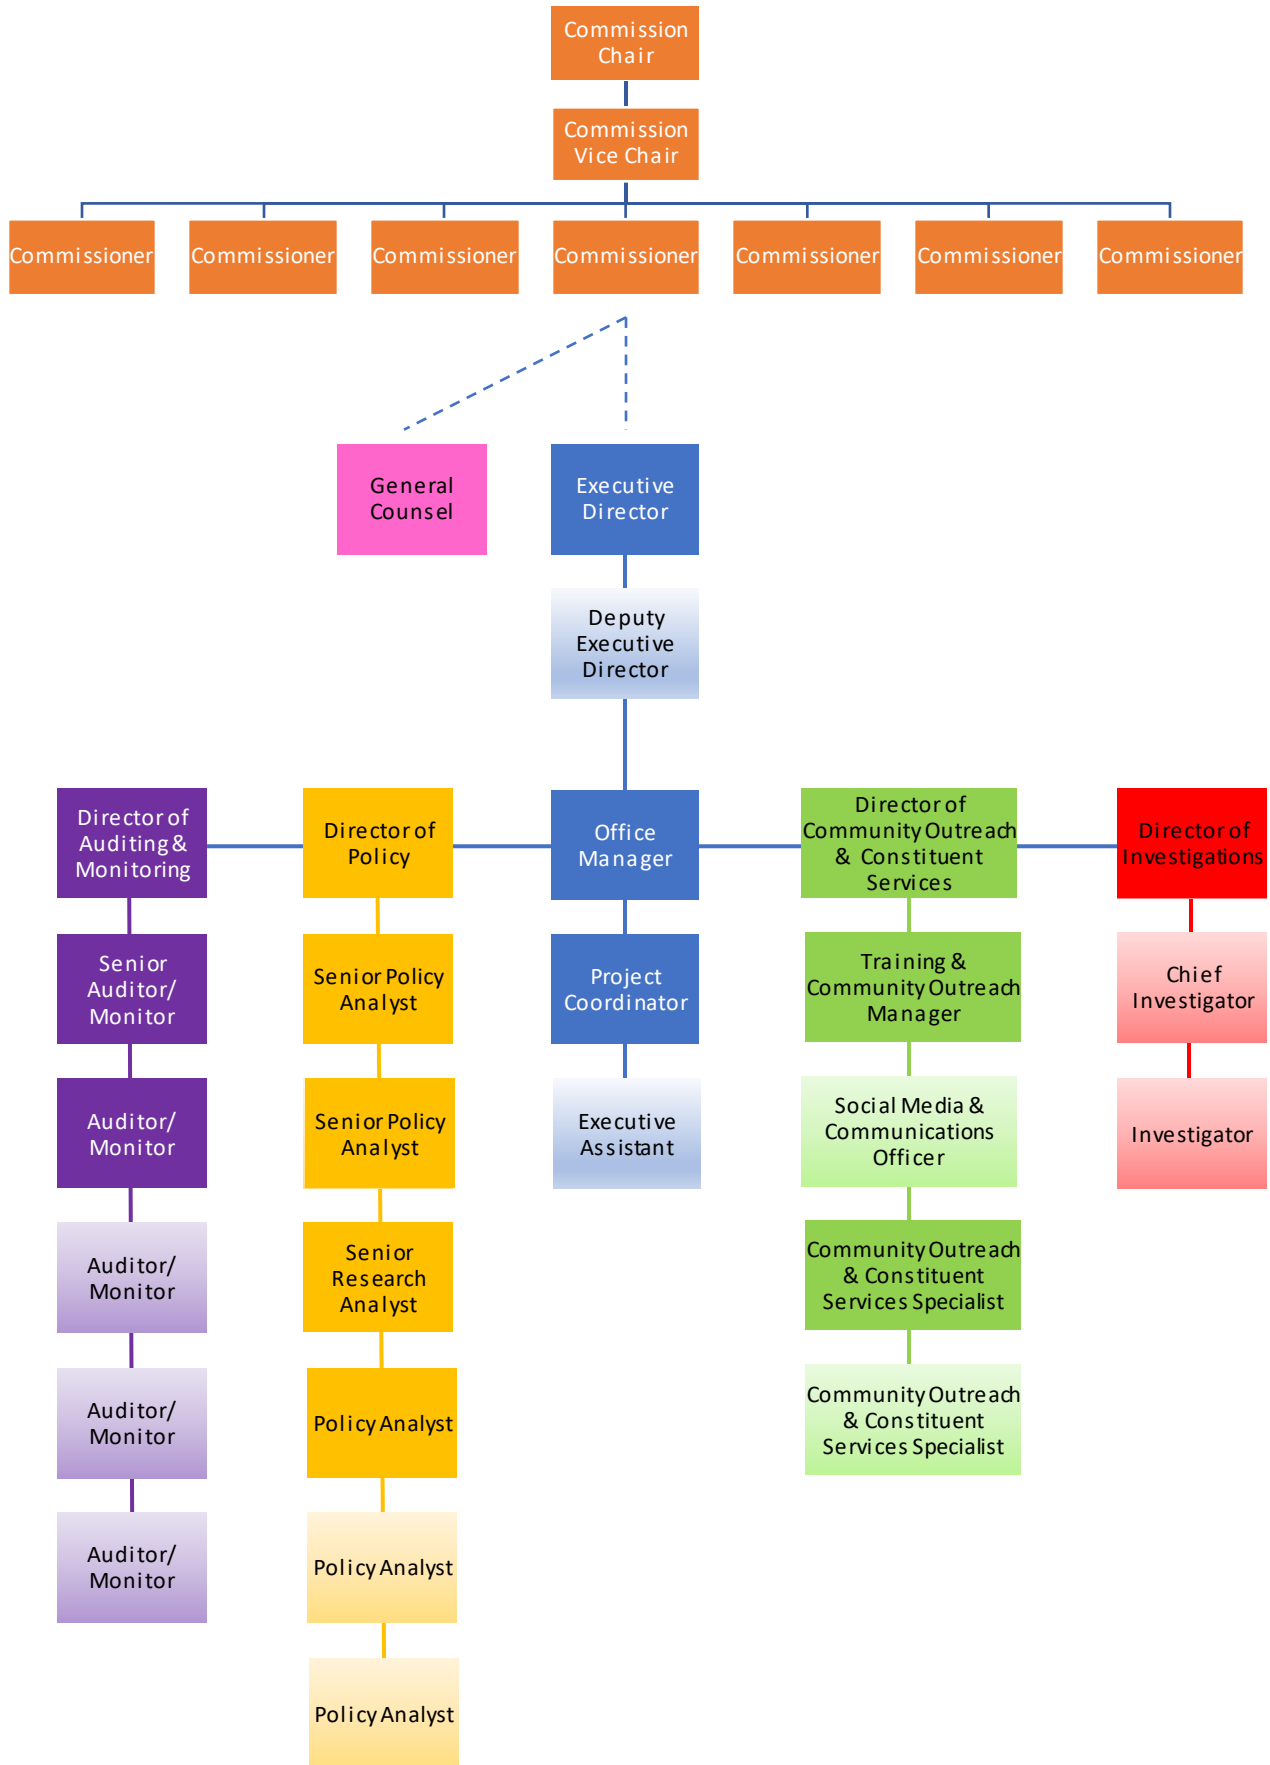 Commission
Chair
Commission
Vice Chair
Commissioner
Commissioner
Commissioner
Commissioner
Commissioner
Commissioner
Commissioner
General
Counsel
Executive
Director
Deputy
Executive
Director
Director of
Auditing &
Monitoring
Director of
Policy
Office
Manager
Director of
Community Outreach
& Constituent
Services
Director of
Investigations
Senior
Auditor/
Monitor
Senior Policy
Analyst
Project
Coordinator
Training &
Community Outreach
Manager
Chief
Investigator
Auditor/
Monitor
Senior Policy
Analyst
Executive
Assistant
Social Media &
Communications
Officer
Investigator
Auditor/
Monitor
Senior
Research
Analyst
Community Outreach
& Constituent
Services Specialist
Auditor/
Monitor
Policy Analyst
Community Outreach
& Constituent
Services Specialist
Auditor/
Monitor
Policy Analyst
Policy Analyst